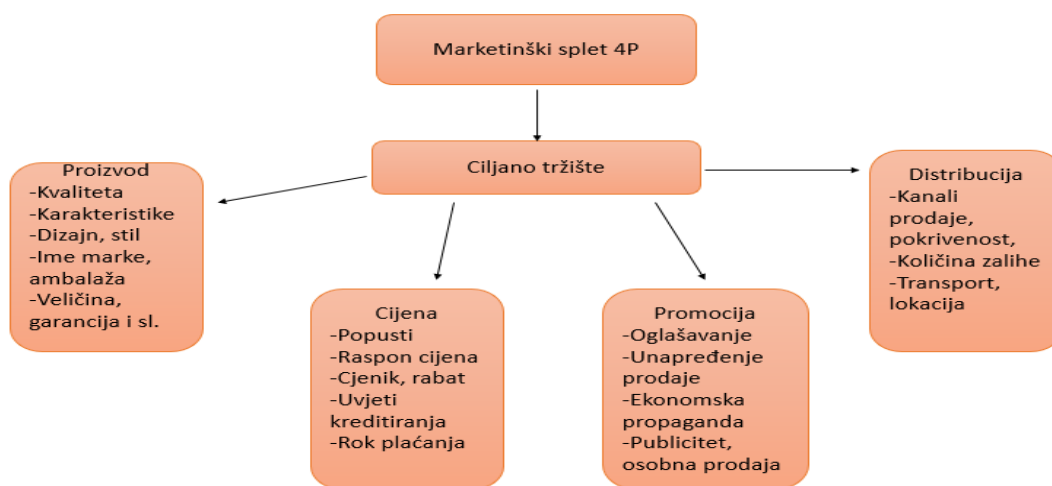 Marketinški splet 4P
Ciljano tržište
Proizvod
-Kvaliteta
-Karakteristike
-Dizajn, stil
-Ime marke,
ambalaža
-Veličina,
garancija i sl.
Cijena
-Popusti
-Raspon cijena
-Cjenik, rabat
-Uvjeti
kreditiranja
-Rok plaćanja
Promocija
-Oglašavanje
-Unapređenje
prodaje
-Ekonomska
propaganda
-Publicitet,
osobna prodaja
Distribucija
-Kanali
prodaje,
pokrivenost,
-Količina zalihe
-Transport,
lokacija